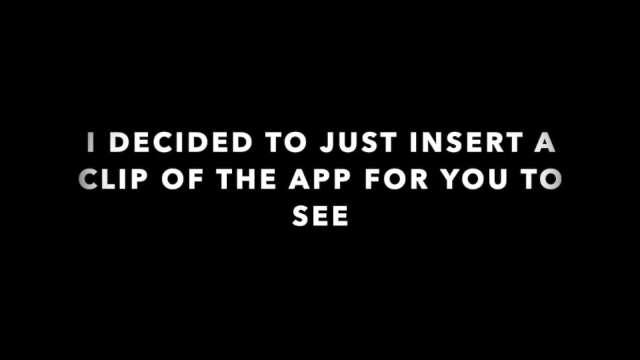 I DECIDED TO JUST INSERT A
CLIP OF THE APP FOR YOU TO
SEE